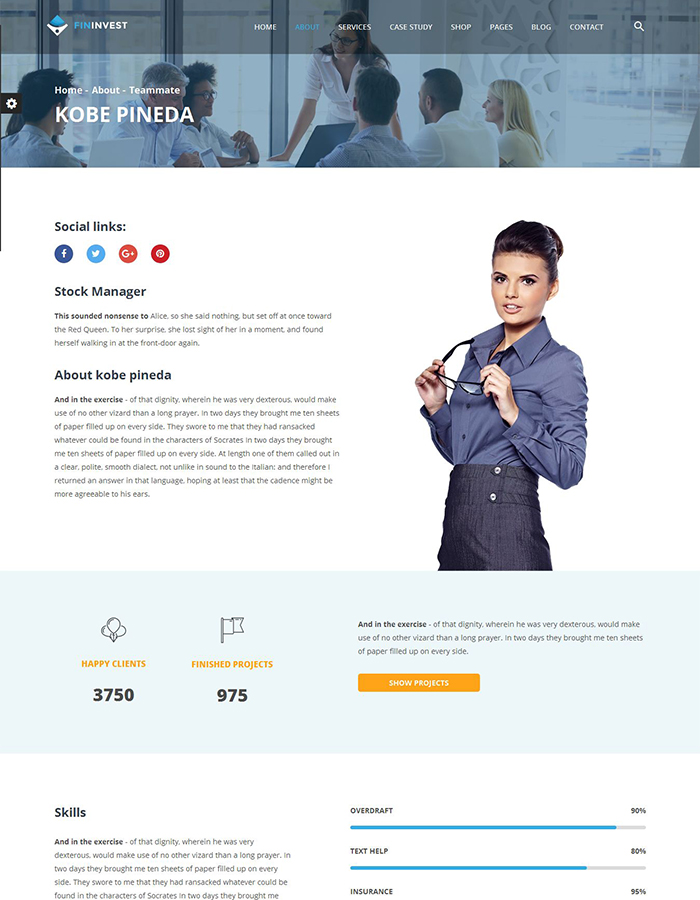 FININVEST
HOME ABOUT SERVICES CASE STUDY SHOP PAGES BLOG CONTACT
Home - About - Teammate
KOBE PINEDA
Social links:
Stock Manager
This sounded nonsense to Alice, so she said nothing, but set off at once toward
the Red Queen. To her surprise, she lost sight of her in a moment, and found
herself walking in at the front-door again.
About kobe pineda
And in the exercise - of that dignity, wherein he was very dexterous, would make
use of no other vizard than a long prayer. In two days they brought me ten sheets
of paper filled up on every side. They swore to me that they had ransacked
whatever could be found in the characters of Socrates In two days they brought
me ten sheets of paper filled up on every side. At length one of them called out in
a clear, polite, smooth dialect, not unlike in sound to the Italian: and therefore I
returned an answer in that language, hoping at least that the cadence might be
more agreeable to his ears.
HAPPY CLIENTS
3750
FINISHED PROJECTS
975
And in the exercise - of that dignity, wherein he was very dexterous, would make
use of no other vizard than a long prayer. In two days they brought me ten sheets
of paper filled up on every side.
SHOW PROJECTS
Skills
And in the exercise - of that dignity, wherein he was very
dexterous, would make use of no other vizard than a long prayer. In
two days they brought me ten sheets of paper filled up on every
side. They swore to me that they had ransacked whatever could be
found in the characters of Socrates In two days they brought me ten
OVERDRAFT 90%
TEXT HELP 80%
INSURANCE 95%